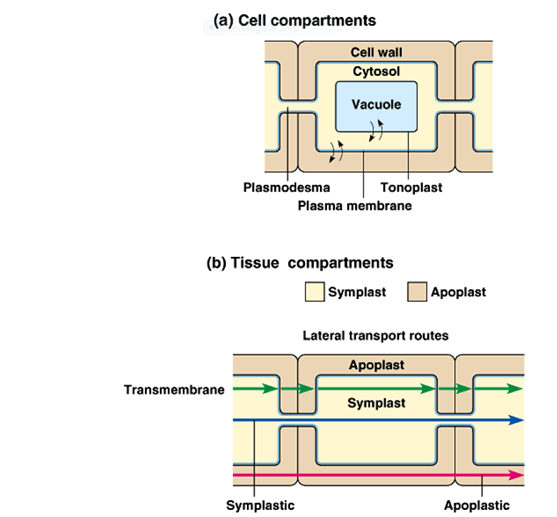 (a) Cell compartments
Cell wall
Cytosol
Vacuole
Plasmodesma
Tonoplast
Plasma membrane
(b) Tissue compartments
Symplast
Apoplast
Lateral transport routes
Apoplast
Transmembrane
Symplast
Symplastic
Apoplastic